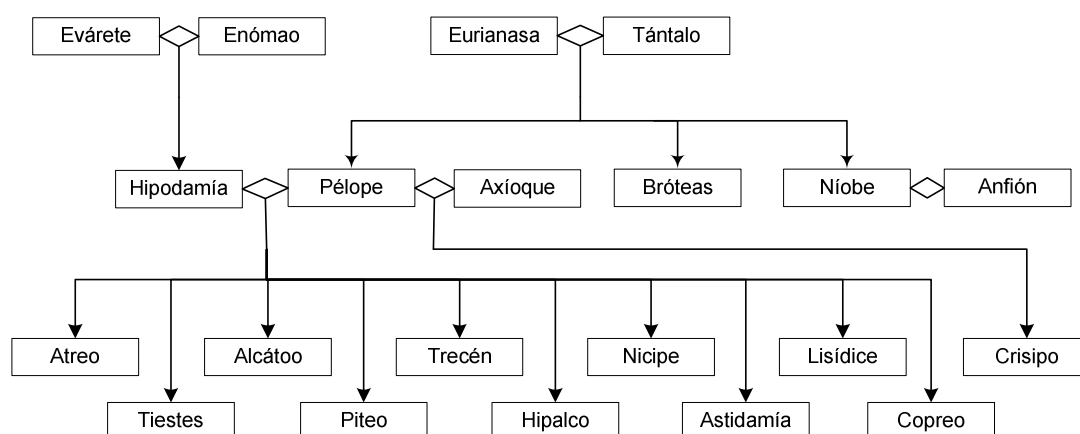 Evárete Enómao Eurianasa Tántalo
Hipodamía Pélope Axíoque Bróteas Níobe Anfión
Atreo Alcátoo Trecén Nicipe Lisídice Crisipo
Tiestes Piteo Hipalco Astidamía Copreo